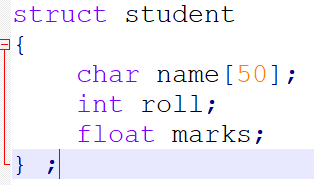 struct student
{
    char name[50];
    int roll;
    float marks;
} ;